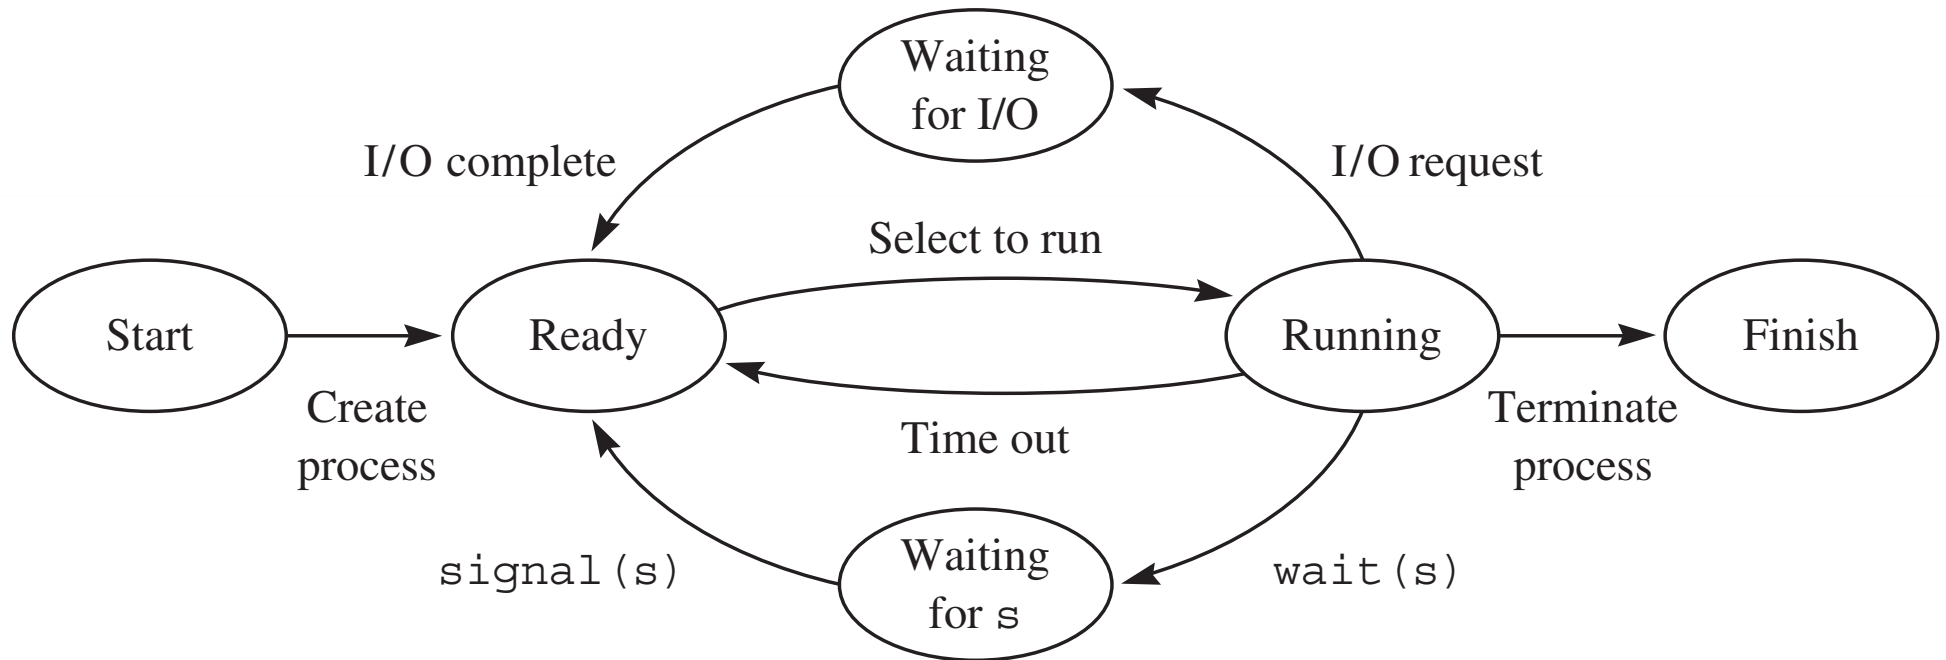 Waiting
for I/O
I/O complete
I/O request
Select to run
Start
Ready
Running
Finish
Create
process
Time out
Terminate
process
signal(s)
Waiting
for s
wait(s)